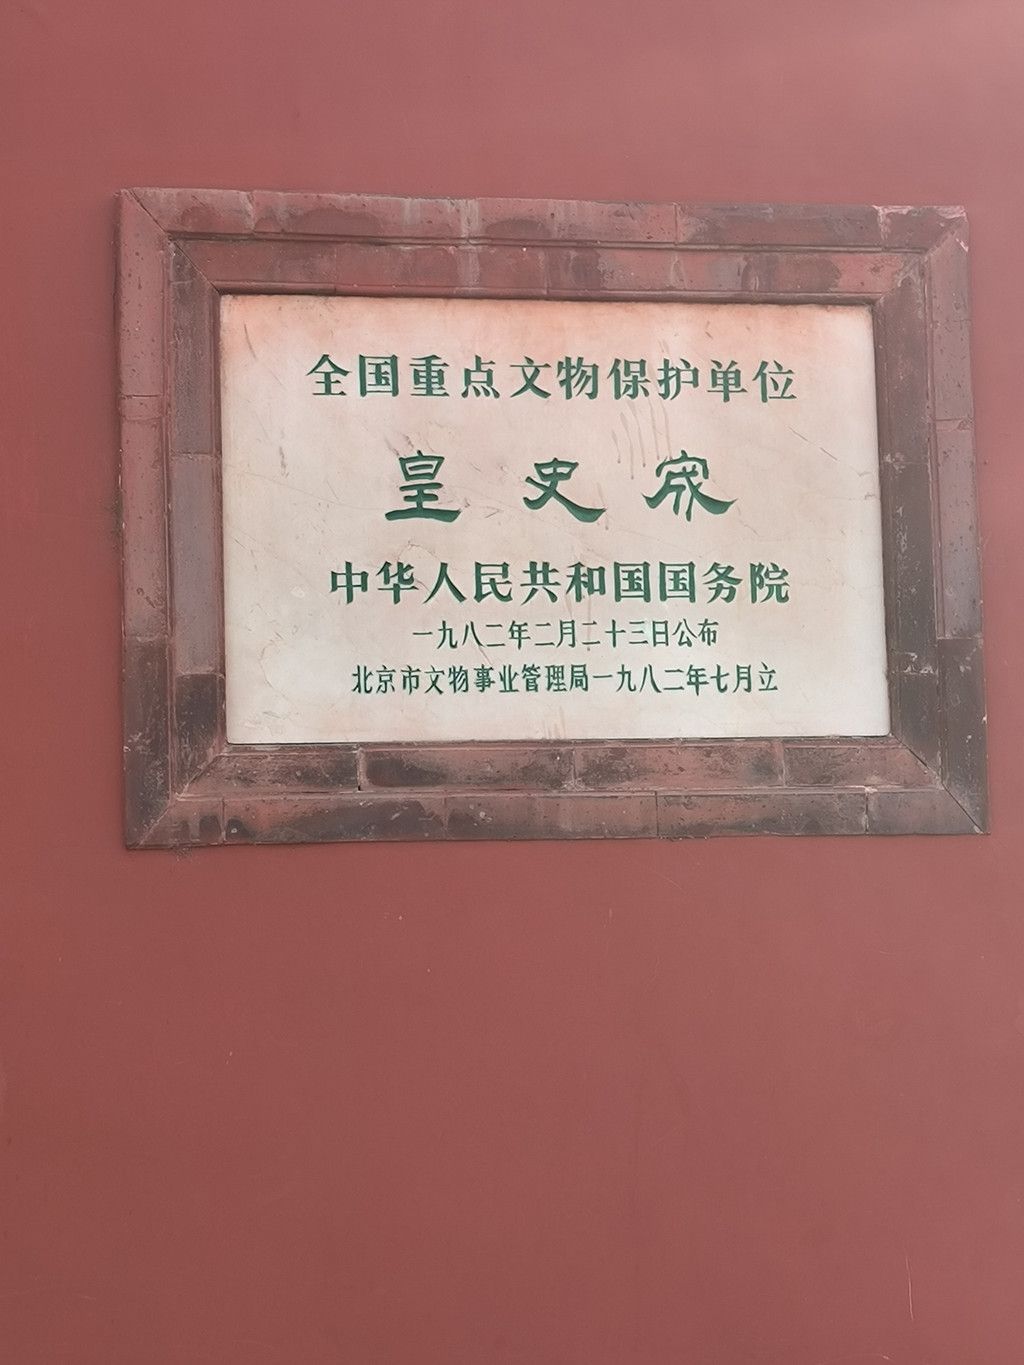 全国重点文物保护单位
皇史宬
中华人民共和国国务院
一九八二年二月二十三日公布
北京市文物事业管理局一九八二年七月立